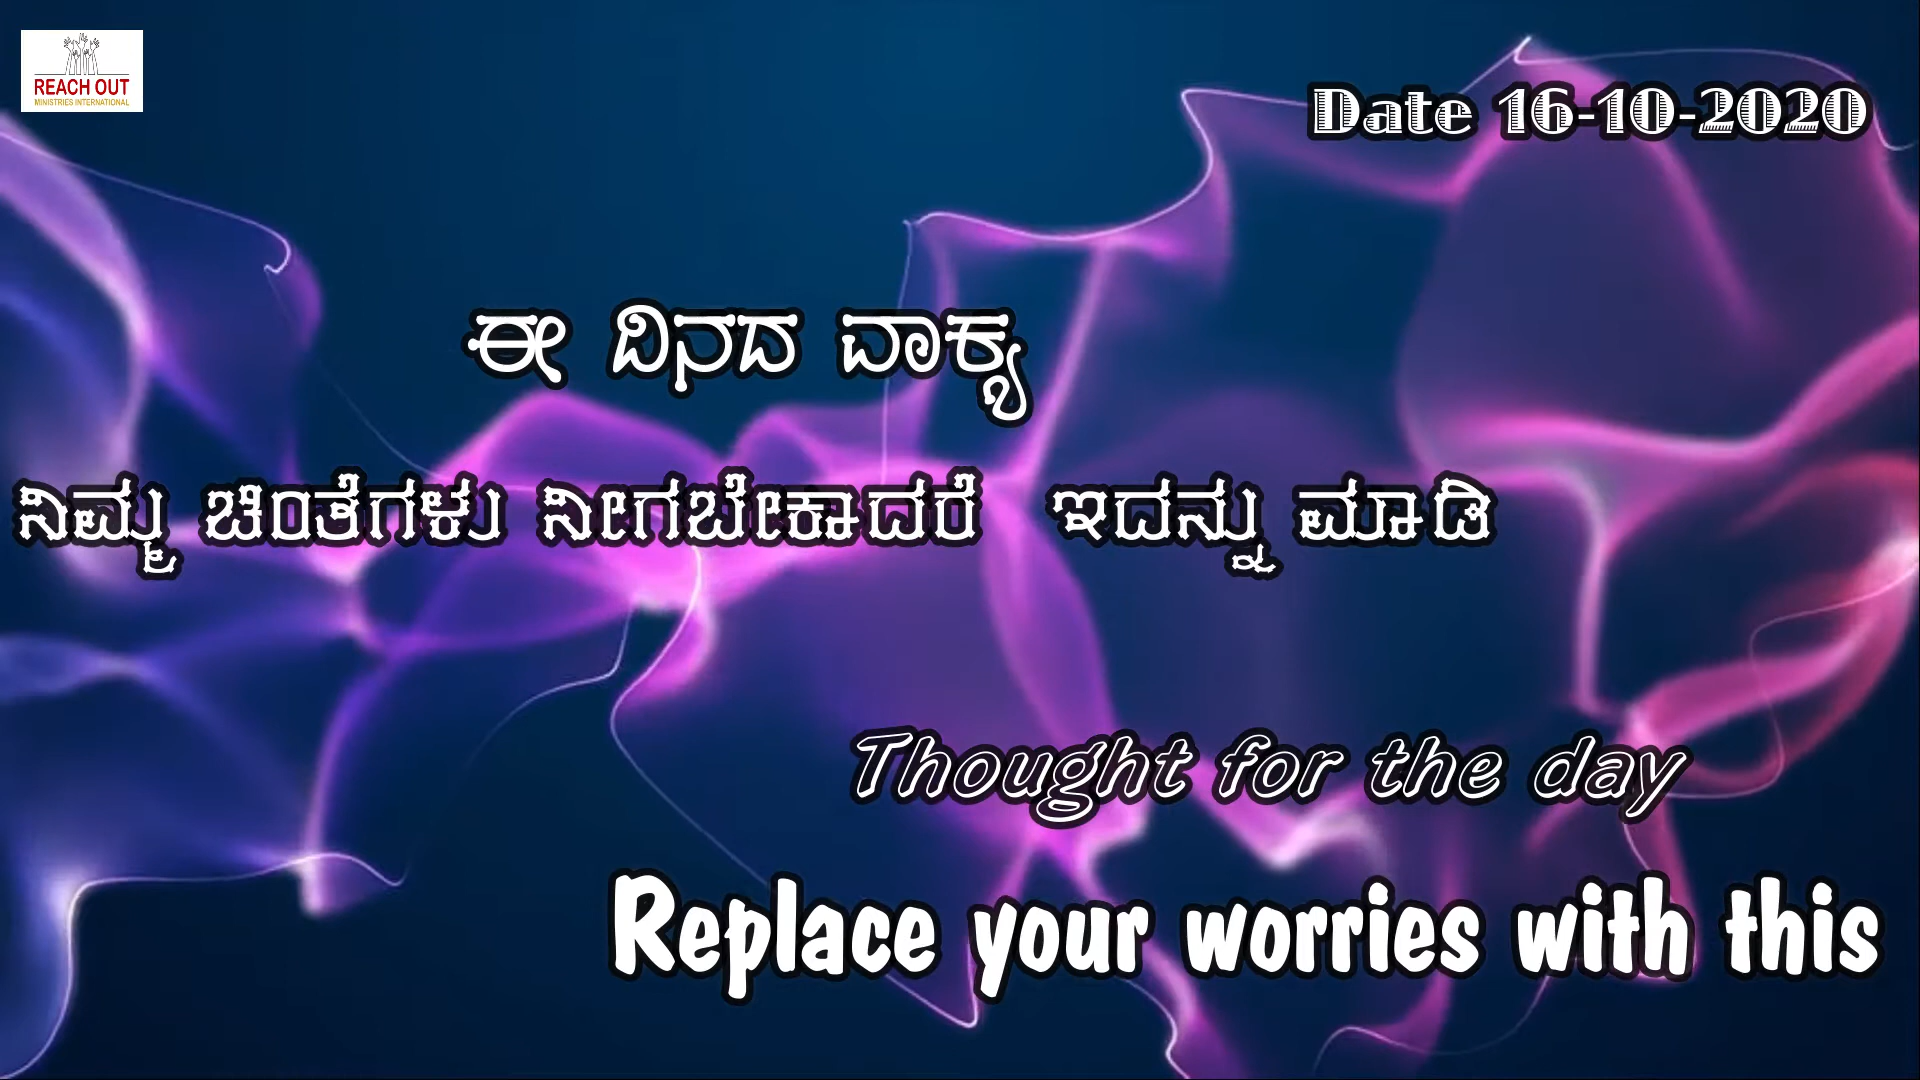 REACH OUT
MINISTRIES INTERNATIONAL
Date 16-10-2020
ಈ ದಿನದ ವಾಕ್ಯ
ನಿಮ್ಮ ಚಿಂತೆಗಳು ನೀಗಬೇಕಾದರೆ ಇದನ್ನು ಮಾಡಿ
Thought for the day
Replace your worries with this